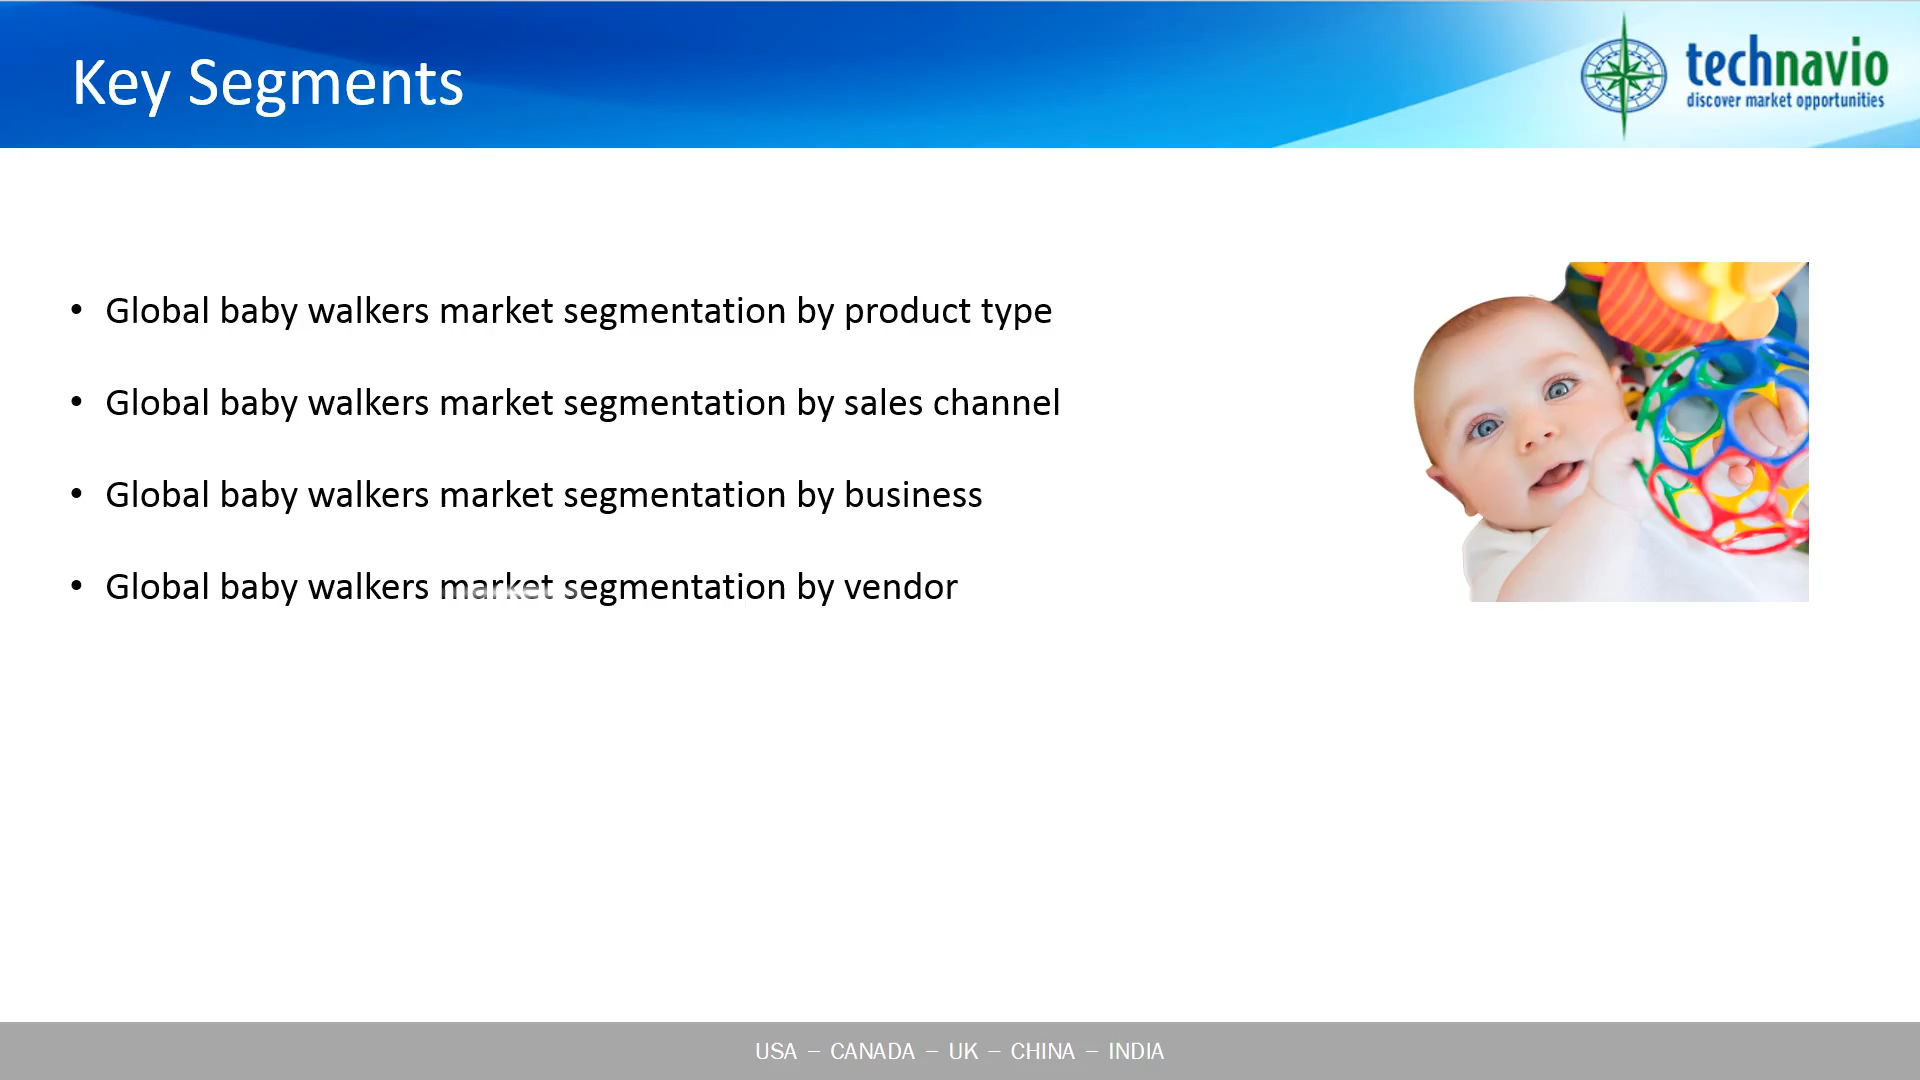 Key Segments
technavio
discover market opportunities
• Global baby walkers market segmentation by product type
• Global baby walkers market segmentation by sales channel
• Global baby walkers market segmentation by business
• Global baby walkers market segmentation by vendor
USA – CANADA – UK – CHINA – INDIA